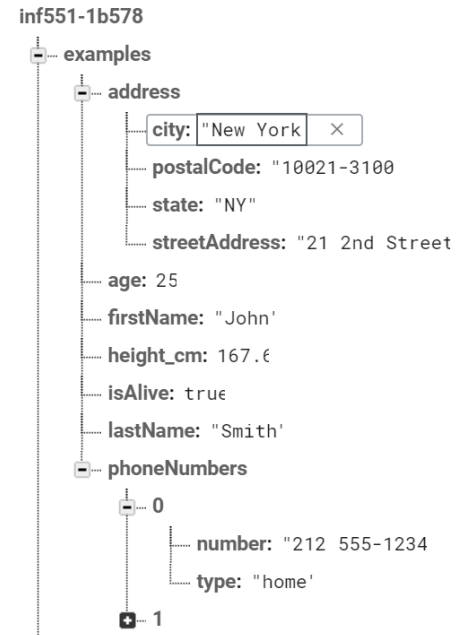 inf551-1b578
examples
address
city: "New York
postalCode: "10021-3100
state: "NY"
streetAddress: "21 2nd Street
age: 25
firstName: "John'
height_cm: 167.6
isAlive: true
lastName: "Smith'
phoneNumbers
0
number: "212 555-1234
type: "home'
1